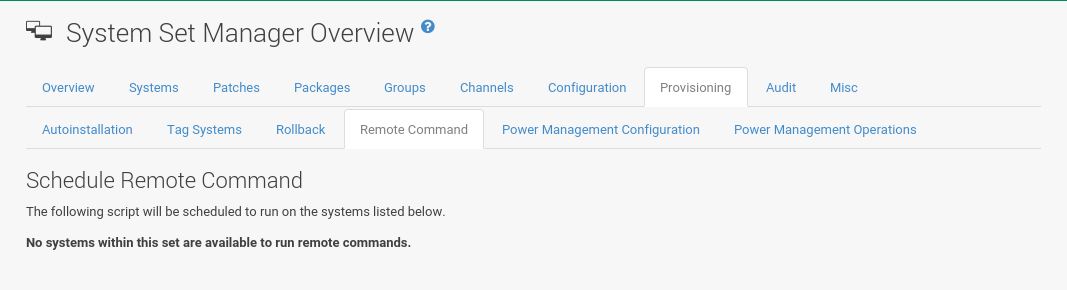 System Set Manager Overview ?
Overview Systems Patches Packages Groups Channels Configuration Provisioning Audit Misc
Autoinstallation Tag Systems Rollback Remote Command Power Management Configuration Power Management Operations
Schedule Remote Command
The following script will be scheduled to run on the systems listed below.
No systems within this set are available to run remote commands.